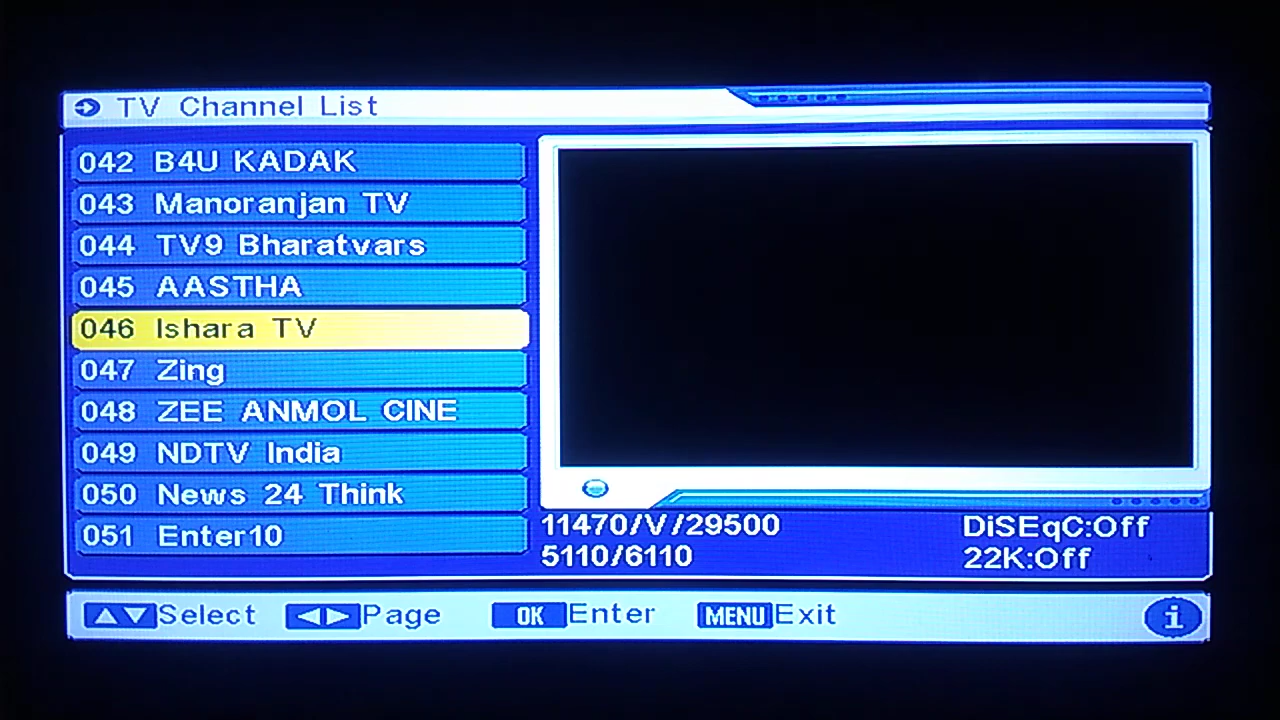 TV Channel List
042 B4U KADAK
043 Manoranjan TV
044 TV9 Bharatvars
045 AASTHA
046 Ishara TV
047 Zing
048 ZEE ANMOL CINE
049 NDTV India
050 News 24 Think
051 Enter10
11470/V/29500 DiSEqC:Off
5110/6110 22K:Off
Select Page OK Enter MENU Exit i